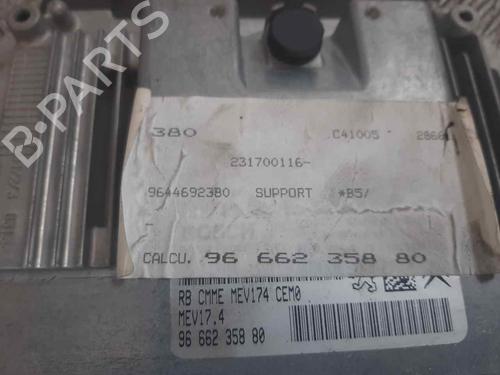 380 C41005
231700116-
9644692380 SUPPORT *B5/
CALCU. 96 662 358 80
RB CMME MEV174 CEM0
MEV17.4
96 662 358 80
B-PARTS